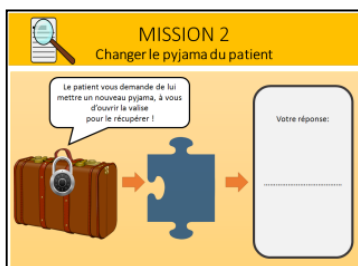 MISSION 2
Changer le pyjama du patient
Le patient vous demande de lui
mettre un nouveau pyjama, à vous
d'ouvrir la valise
pour le récupérer !
Votre réponse: